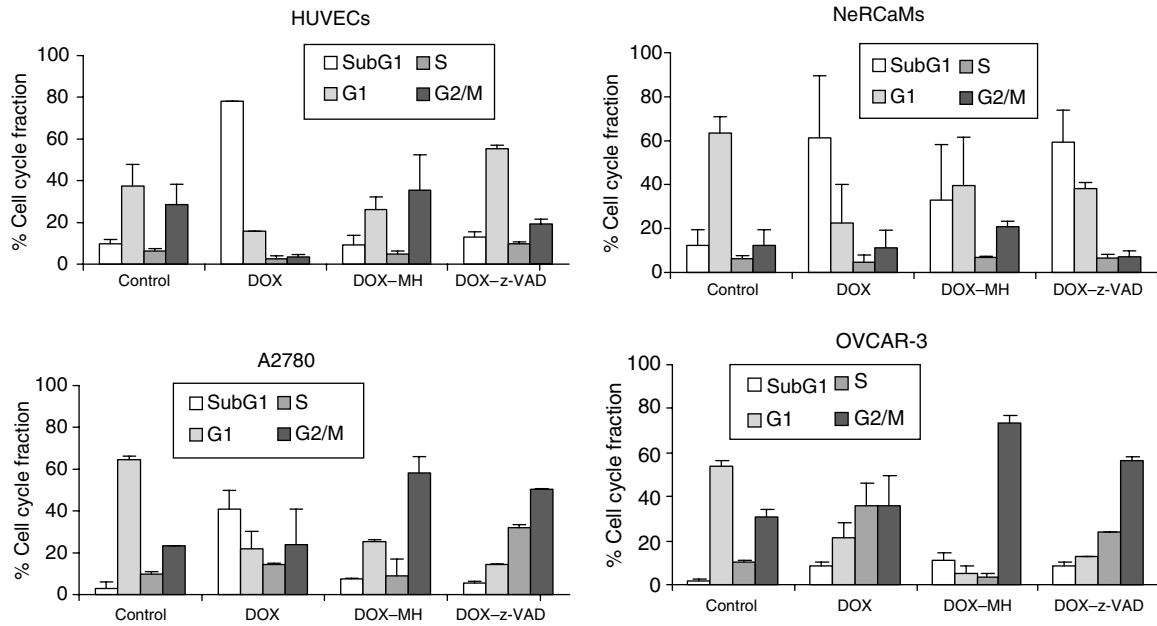 HUVECs
% Cell cycle fraction
100
80
60
40
20
0
SubG1 S
G1 G2/M
Control DOX DOX–MH DOX–z-VAD
NeRCaMs
% Cell cycle fraction
100
80
60
40
20
0
SubG1 S
G1 G2/M
Control DOX DOX–MH DOX–z-VAD
A2780
% Cell cycle fraction
100
80
60
40
20
0
SubG1 S
G1 G2/M
Control DOX DOX–MH DOX–z-VAD
OVCAR-3
% Cell cycle fraction
100
80
60
40
20
0
SubG1 S
G1 G2/M
Control DOX DOX–MH DOX–z-VAD